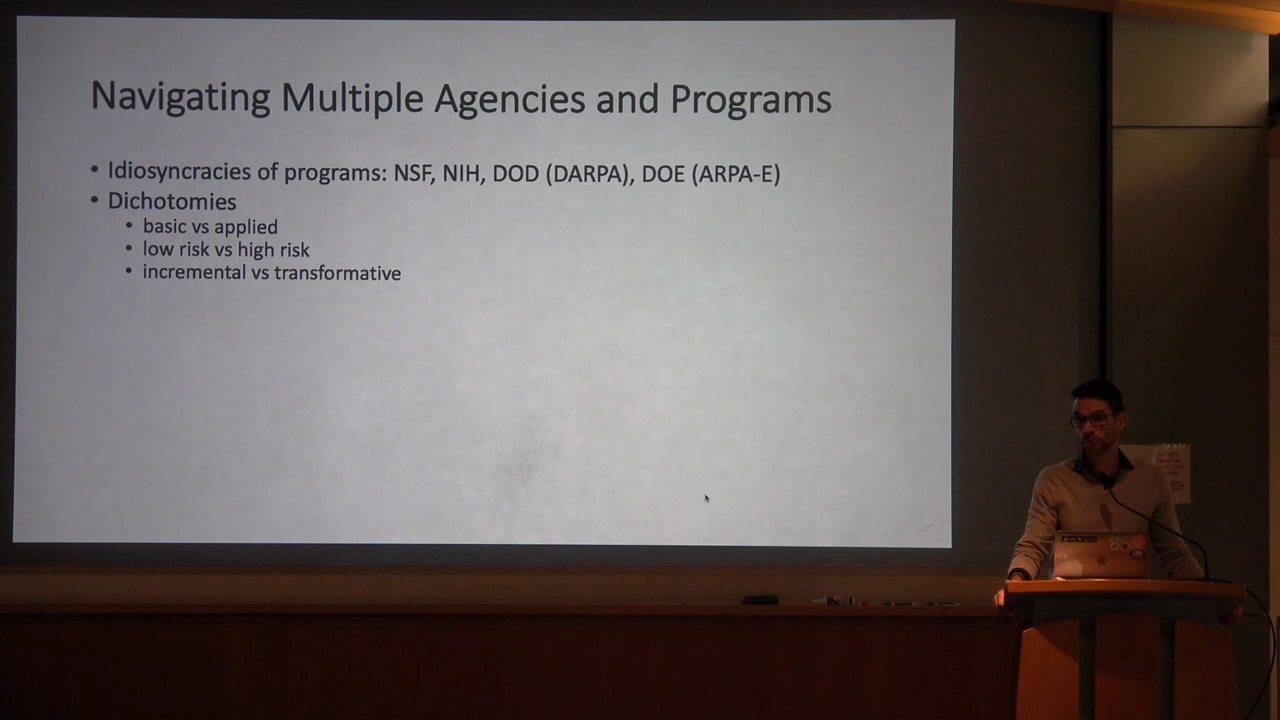 Navigating Multiple Agencies and Programs
• Idiosyncracies of programs: NSF, NIH, DOD (DARPA), DOE (ARPA-E)
• Dichotomies
• basic vs applied
• low risk vs high risk
• incremental vs transformative